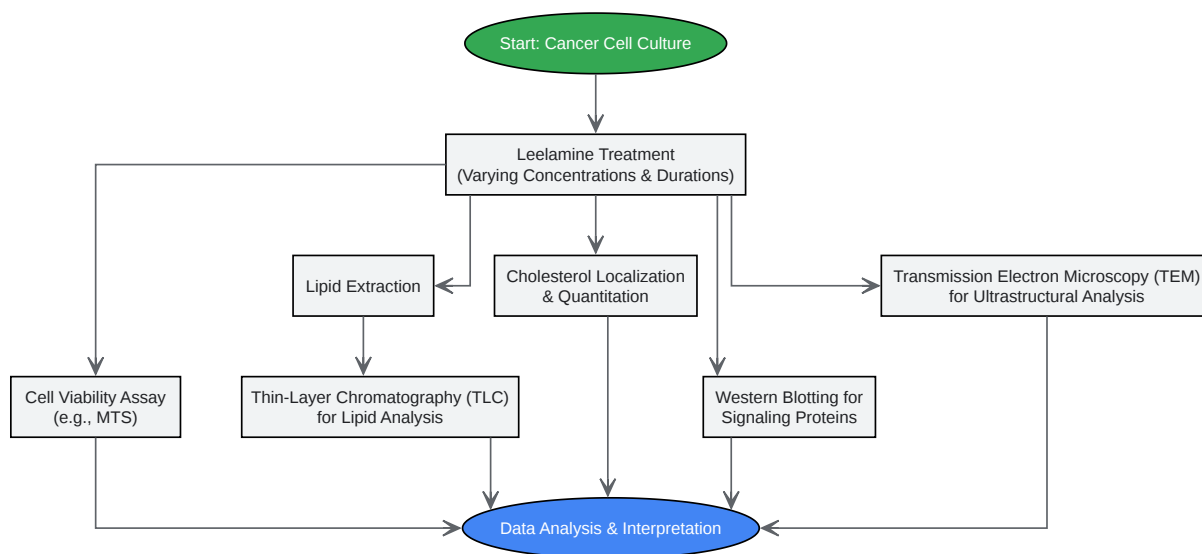 Start: Cancer Cell Culture
Leelamine Treatment
(Varying Concentrations & Durations)
Lipid Extraction
Cholesterol Localization
& Quantitation
Transmission Electron Microscopy (TEM)
for Ultrastructural Analysis
Cell Viability Assay
(e.g., MTS)
Thin-Layer Chromatography (TLC)
for Lipid Analysis
Western Blotting for
Signaling Proteins
Data Analysis & Interpretation